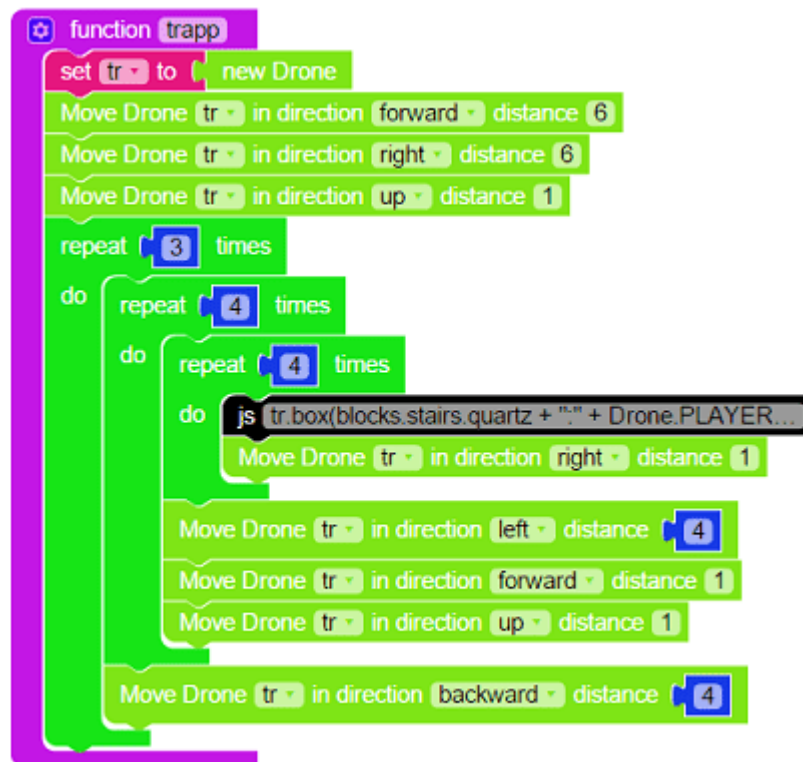 function trapp
set tr to new Drone
Move Drone tr in direction forward distance 6
Move Drone tr in direction right distance 6
Move Drone tr in direction up distance 1
repeat 3 times
do repeat 4 times
do repeat 4 times
do js tr.box(blocks.stairs.quartz + ":" + Drone.PLAYER...
Move Drone tr in direction right distance 1
Move Drone tr in direction left distance 4
Move Drone tr in direction forward distance 1
Move Drone tr in direction up distance 1
Move Drone tr in direction backward distance 4